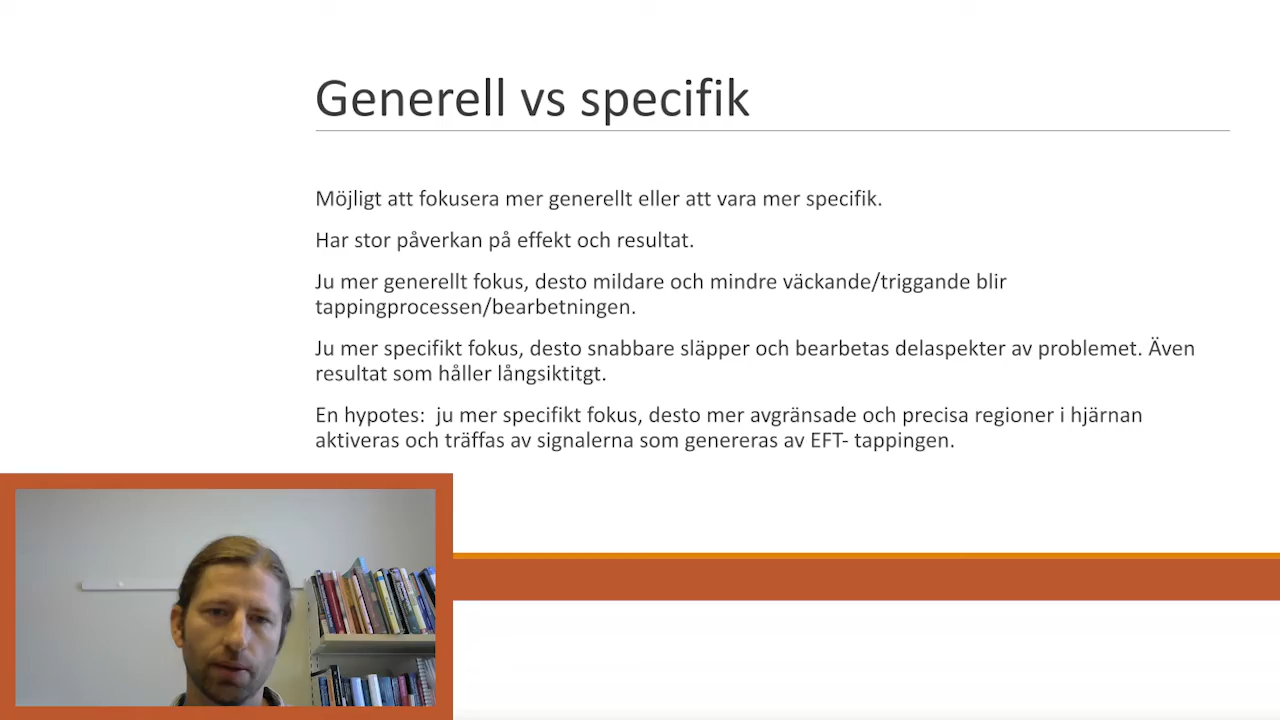 Generell vs specifik
Möjligt att fokusera mer generellt eller att vara mer specifik.
Har stor påverkan på effekt och resultat.
Ju mer generellt fokus, desto mildare och mindre väckande/triggande blir
tappingprocessen/bearbetningen.
Ju mer specifikt fokus, desto snabbare släpper och bearbetas delaspekter av problemet. Även
resultat som håller långsiktitgt.
En hypotes:  ju mer specifikt fokus, desto mer avgränsade och precisa regioner i hjärnan
aktiveras och träffas av signalerna som genereras av EFT- tappingen.